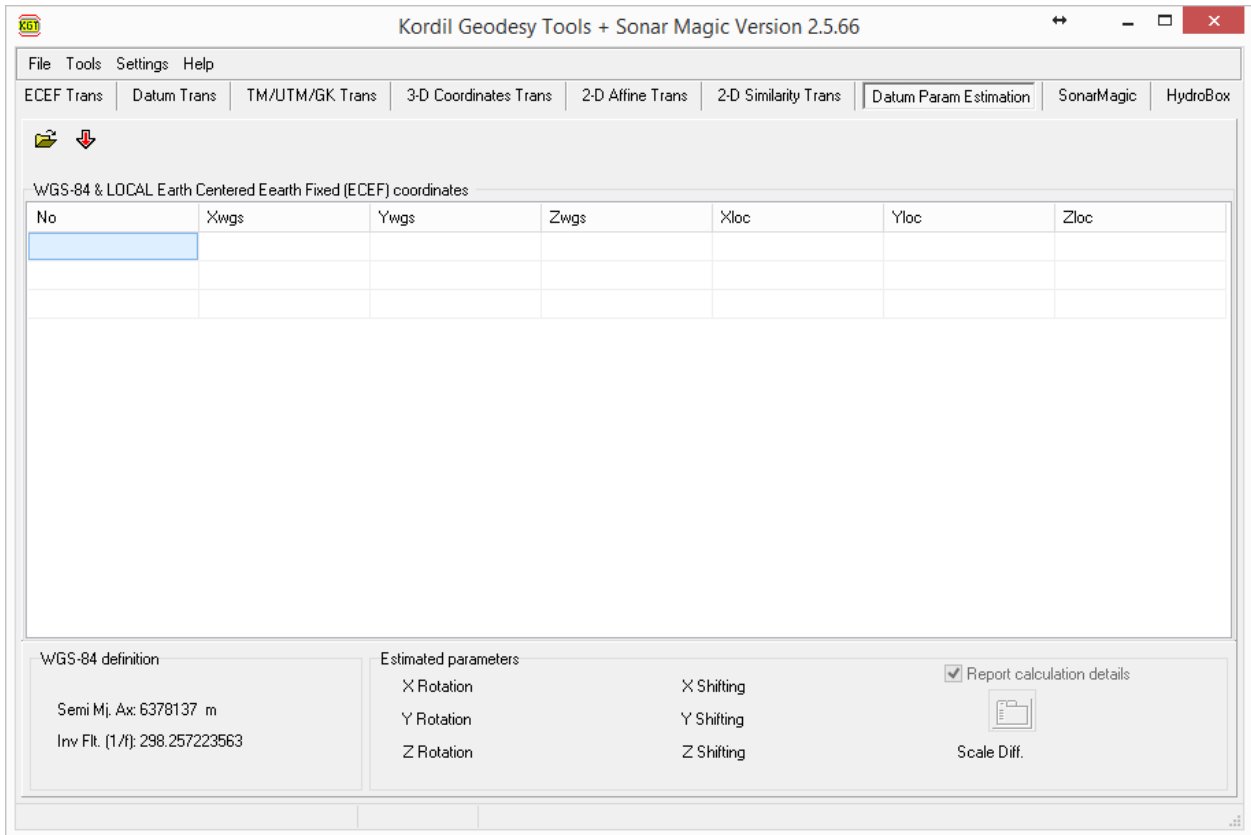 KGT Kordil Geodesy Tools + Sonar Magic Version 2.5.66
File Tools Settings Help
ECEF Trans Datum Trans TM/UTM/GK Trans 3-D Coordinates Trans 2-D Affine Trans 2-D Similarity Trans Datum Param Estimation SonarMagic HydroBox
WGS-84 & LOCAL Earth Centered Eearth Fixed (ECEF) coordinates
No Xwgs Ywgs Zwgs Xloc Yloc Zloc
WGS-84 definition
Semi Mj. Ax: 6378137 m
Inv Flt. (1/f): 298.257223563
Estimated parameters
X Rotation X Shifting Report calculation details
Y Rotation Y Shifting
Z Rotation Z Shifting Scale Diff.